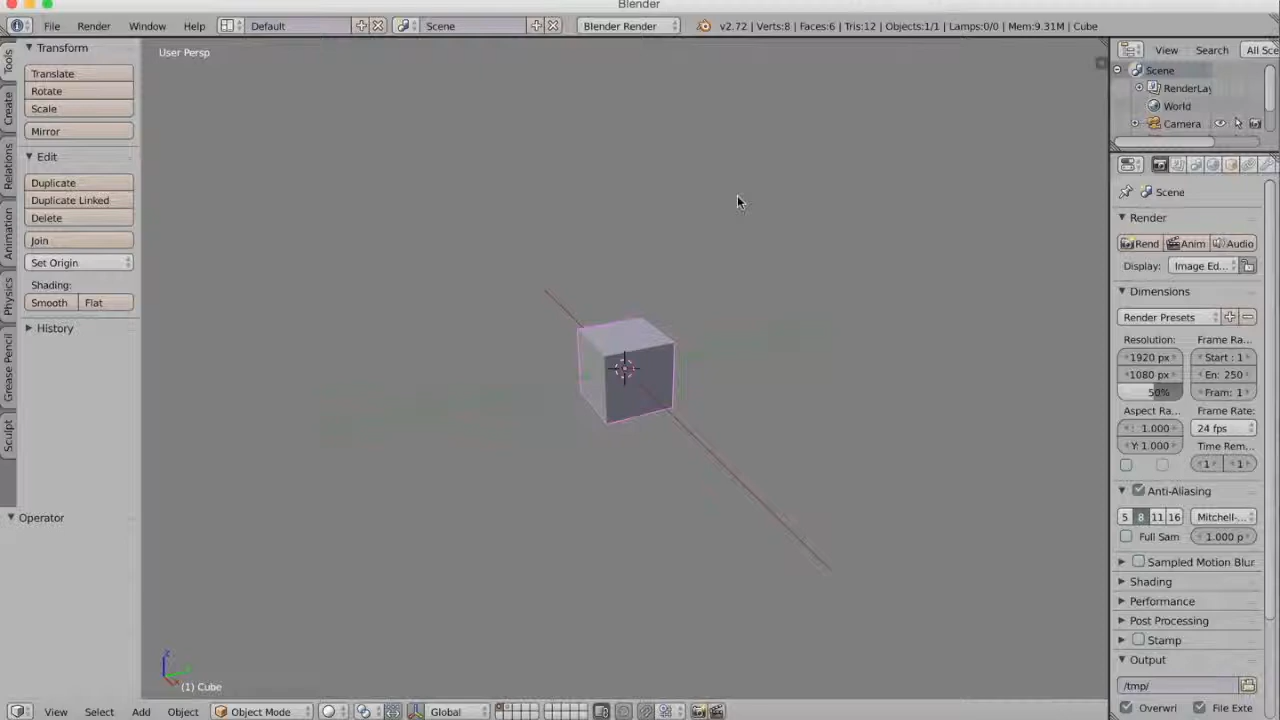 Blender
File Render Window Help Default Scene Blender Render v2.72 | Verts:8 | Faces:6 | Tris:12 | Objects:1/1 | Lamps:0/0 | Mem:9.31M | Cube
Tools
Create
Relations
Animation
Physics
Grease Pencil
Sculpt
Transform
Translate
Rotate
Scale
Mirror
Edit
Duplicate
Duplicate Linked
Delete
Join
Set Origin
Shading:
Smooth Flat
History
Operator
User Persp
(1) Cube
View Select Add Object Object Mode Global
View Search All Sce
Scene
RenderLay
World
Camera
Scene
Render
Rend Anim Audio
Display: Image Ed...
Dimensions
Render Presets
Resolution: Frame Ra...
1920 px Start : 1
1080 px En: 250
50% Fram: 1
Aspect Ra... Frame Rate:
: 1.000 24 fps
Y: 1.000 Time Rem...
1 1
Anti-Aliasing
5 8 11 16 Mitchell-...
Full Sam 1.000 p
Sampled Motion Blur
Shading
Performance
Post Processing
Stamp
Output
/tmp/
Overwri File Exte